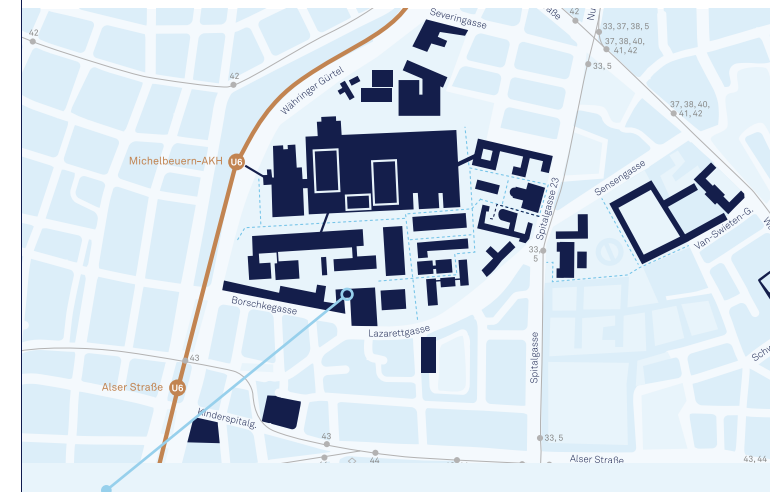 42
Severingasse
42
33, 37, 38, 5
37, 38, 40,
41, 42
33, 5
42
Währinger Gürtel
37, 38, 40,
41, 42
Michelbeuern-AKH
U6
Sensengasse
Spitalgasse 23
Van-Swieten-G.
33,
5
Borschkegasse
Lazarettgasse
Spitalgasse
43
Alser Straße
U6
Kinderspitalg.
43
33, 5
44
Alser Straße
43, 44